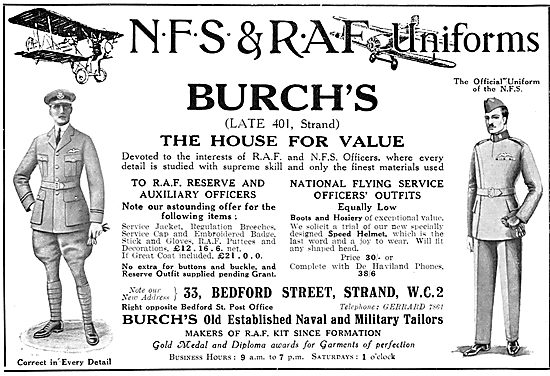 N·F·S & R·A·F Uniforms
The "Official" Uniform
of the N.F.S.
BURCH'S
(LATE 401, Strand)
THE HOUSE FOR VALUE
Devoted to the interests of R.A.F. and N.F.S. Officers, where every
detail is studied with supreme skill and only the finest materials used
TO R.A.F. RESERVE AND
AUXILIARY OFFICERS
Note our astounding offer for
the following items:
Service Jacket, Regulation Breeches,
Service Cap and Embroidered Badge,
Stick and Gloves, R.A.F. Puttees and
Decorations, £12.16.6. net,
If Great Coat included, £21.0.0.
No extra for buttons and buckle, and
Reserve Outfit supplied pending Grant.
NATIONAL FLYING SERVICE
OFFICERS' OUTFITS
Equally Low
Boots and Hosiery of exceptional value.
We solicit a trial of our new specially
designed Speed Helmet, which is the
last word and a joy to wear. Will fit
any shaped head.
Price 30/- or
Complete with De Haviland Phones,
38 6
Note our
New Address
33, BEDFORD STREET, STRAND, W.C.2
Right opposite Bedford St. Post Office
Telephone: GERRARD
BURCH'S Old Established Naval and Military Tailors
MAKERS OF R.A.F. KIT SINCE FORMATION
Gold Medal and Diploma awards for Garments of perfection
BUSINESS HOURS: 9 a.m. to 7 p.m. SATURDAYS: 1 o'clock
Correct in Every Detail